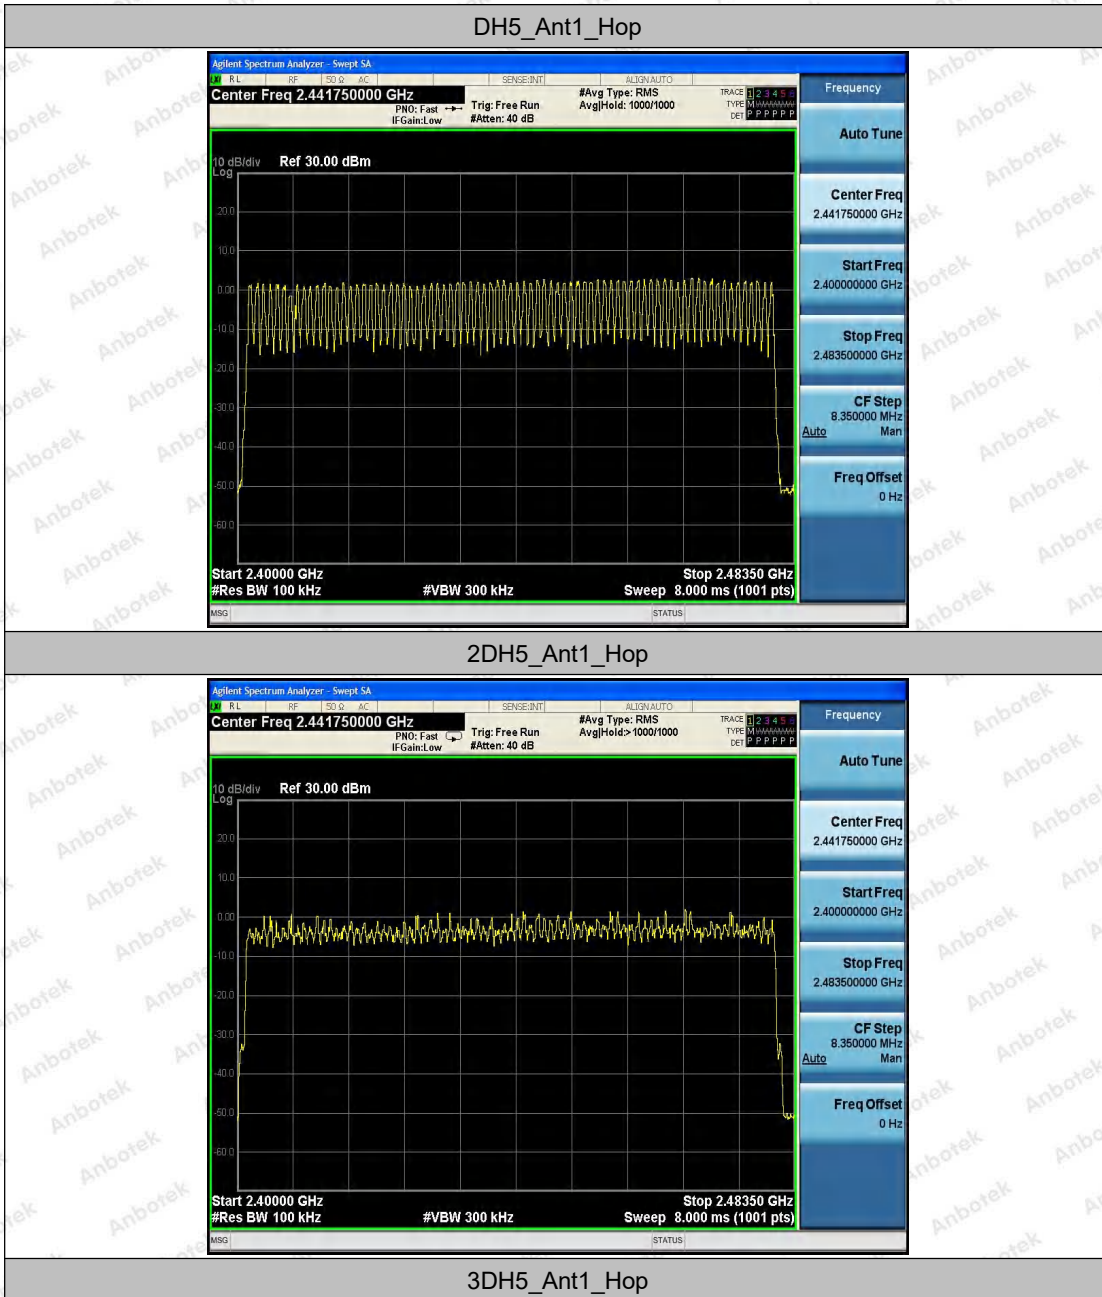 DH5_Ant1_Hop
Agilent Spectrum Analyzer - Swept SA
RL RF 50 Ω AC SENSE:INT ALIGN AUTO
Center Freq 2.441750000 GHz
PNO: Fast Trig: Free Run
IFGain:Low #Atten: 40 dB
#Avg Type: RMS
Avg|Hold: 1000/1000
TRACE 1 2 3 4 5 6
TYPE M
DET P P P P P P
Frequency
Auto Tune
10 dB/div Ref 30.00 dBm
Log
20.0
10.0
0.00
-10.0
-20.0
-30.0
-40.0
-50.0
-60.0
Center Freq
2.441750000 GHz
Start Freq
2.400000000 GHz
Stop Freq
2.483500000 GHz
CF Step
8.350000 MHz
Auto Man
Freq Offset
0 Hz
Start 2.40000 GHz Stop 2.48350 GHz
#Res BW 100 kHz #VBW 300 kHz Sweep 8.000 ms (1001 pts)
MSG STATUS
2DH5_Ant1_Hop
Agilent Spectrum Analyzer - Swept SA
RL RF 50 Ω AC SENSE:INT ALIGN AUTO
Center Freq 2.441750000 GHz
PNO: Fast Trig: Free Run
IFGain:Low #Atten: 40 dB
#Avg Type: RMS
Avg|Hold:>1000/1000
TRACE 1 2 3 4 5 6
TYPE M
DET P P P P P P
Frequency
Auto Tune
10 dB/div Ref 30.00 dBm
Log
20.0
10.0
0.00
-10.0
-20.0
-30.0
-40.0
-50.0
-60.0
Center Freq
2.441750000 GHz
Start Freq
2.400000000 GHz
Stop Freq
2.483500000 GHz
CF Step
8.350000 MHz
Auto Man
Freq Offset
0 Hz
Start 2.40000 GHz Stop 2.48350 GHz
#Res BW 100 kHz #VBW 300 kHz Sweep 8.000 ms (1001 pts)
MSG STATUS
3DH5_Ant1_Hop